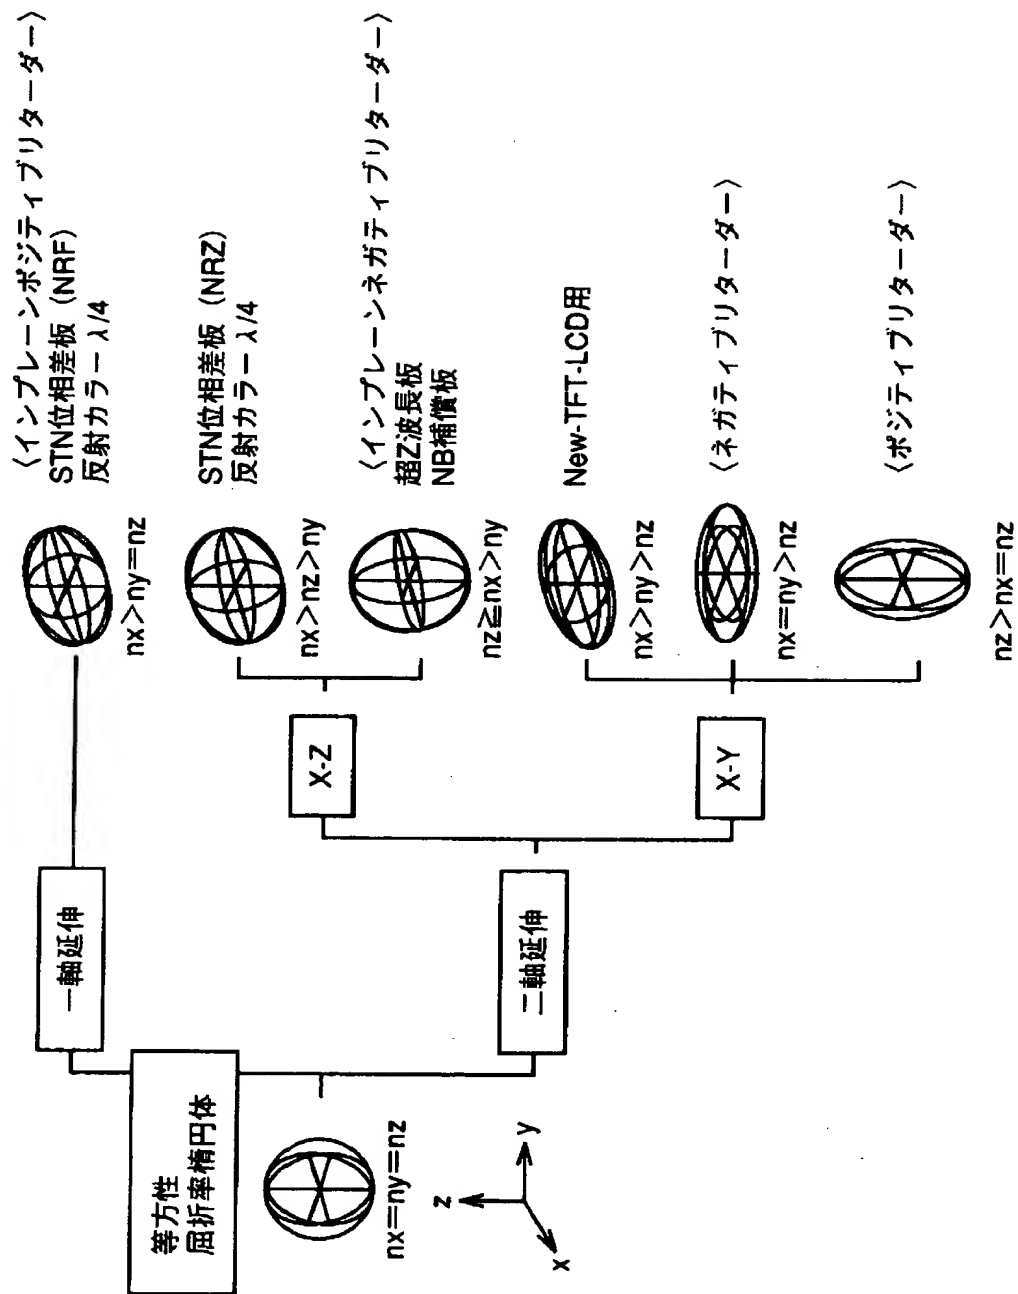 等方性
屈折率楕円体
nx=ny=nz
z
y
x
一軸延伸
二軸延伸
X-Z
X-Y
nx>ny=nz
〈インプレーンポジティブリターダー〉
STN位相差板 (NRF)
反射カラーλ/4
nx>nz>ny
STN位相差板 (NRZ)
反射カラーλ/4
nz≧nx>ny
〈インプレーンネガティブリターダー〉
超Z波長板
NB補償板
nx>ny>nz
New-TFT-LCD用
nx=ny>nz
〈ネガティブリターダー〉
nz>nx=nz
〈ポジティブリターダー〉